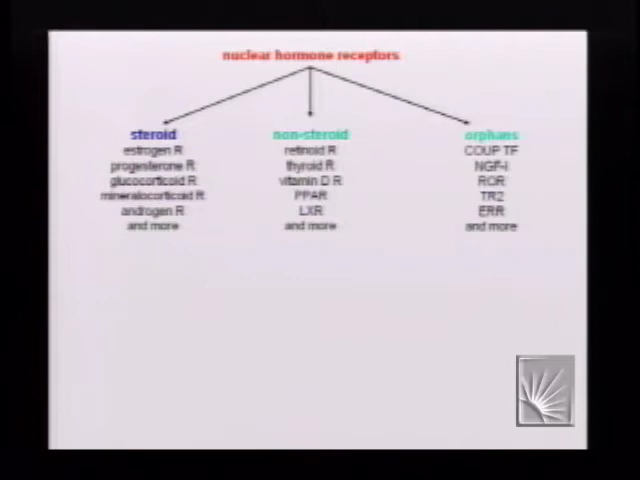 nuclear hormone receptors
steroid
estrogen R
progesterone R
glucocorticoid R
mineralocorticoid R
androgen R
and more
non-steroid
retinoid R
thyroid R
vitamin D R
PPAR
LXR
and more
orphans
COUP TF
NGF-I
ROR
TR2
ERR
and more